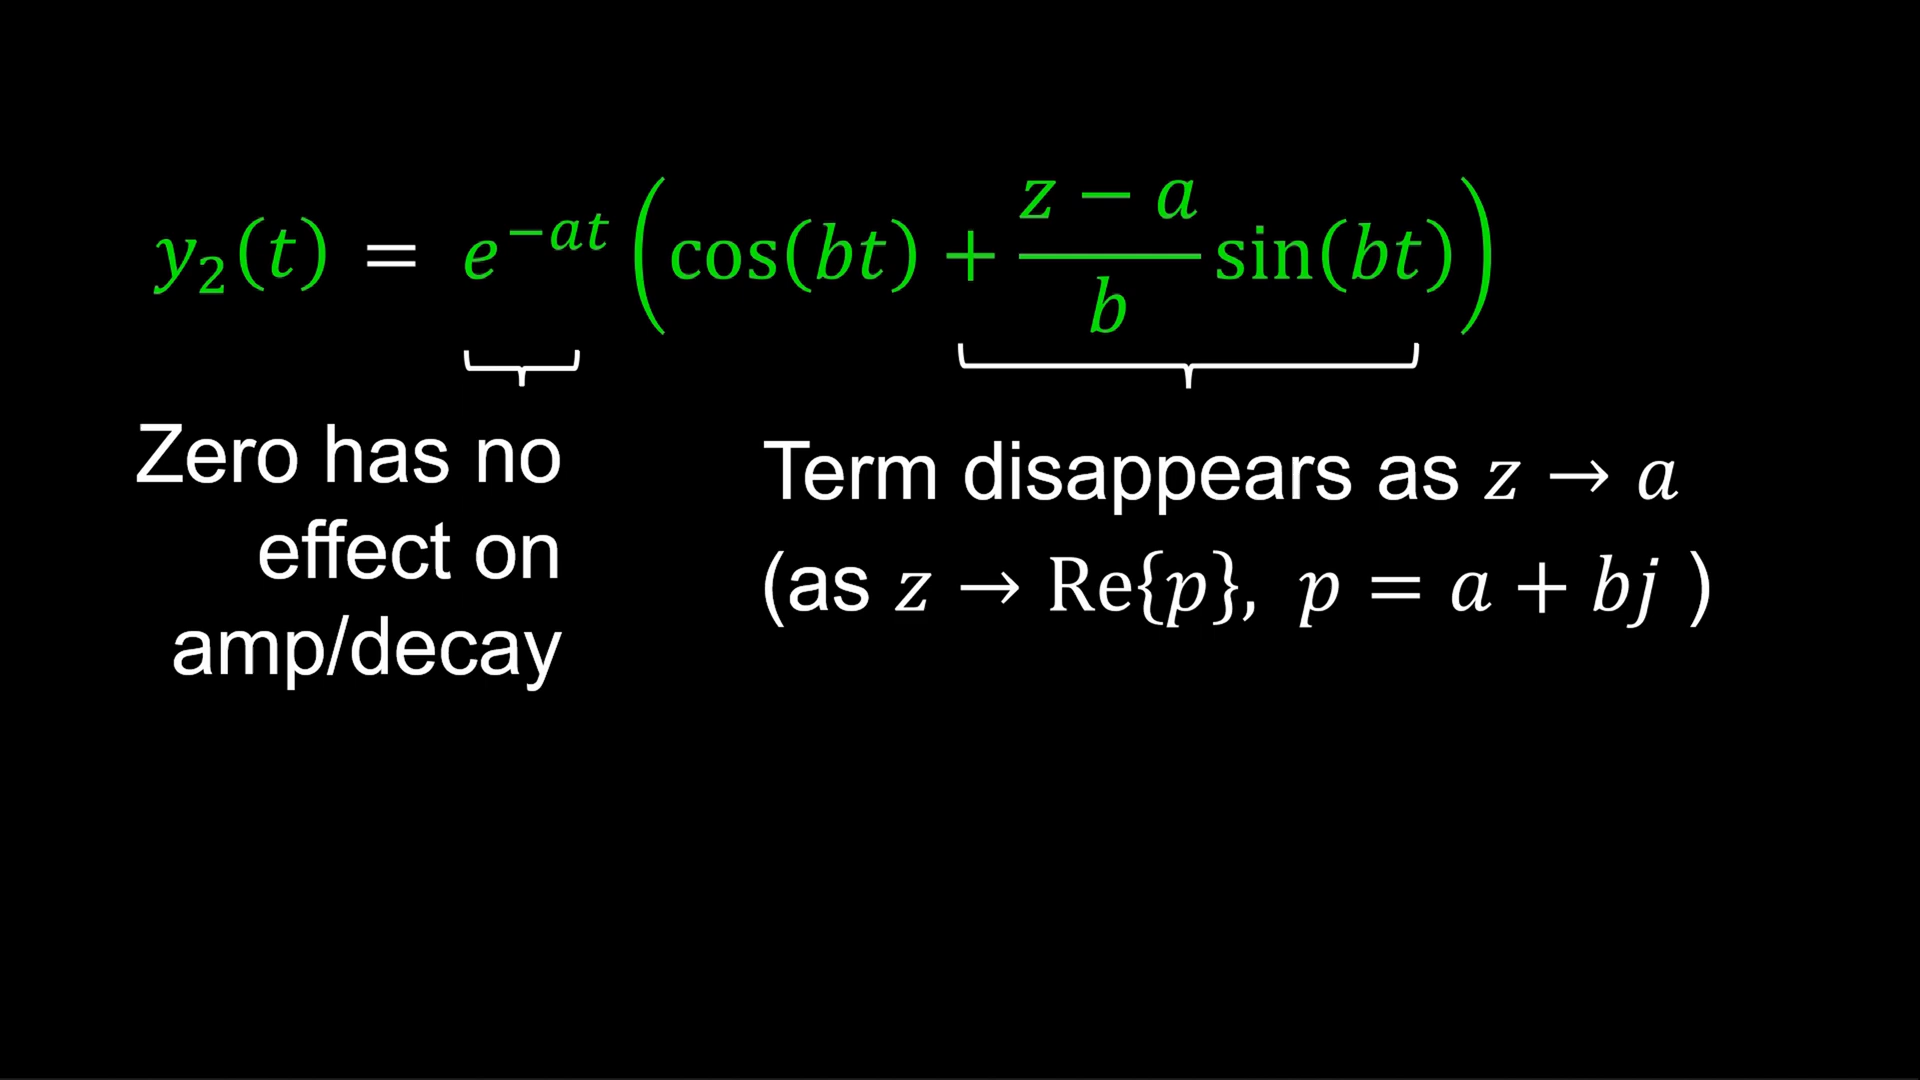 y₂(t) = e^{−at} (cos(bt) + \frac{z − a}{b} sin(bt))
Zero has no
effect on
amp/decay
Term disappears as z → a
(as z → Re{p}, p = a + bj )